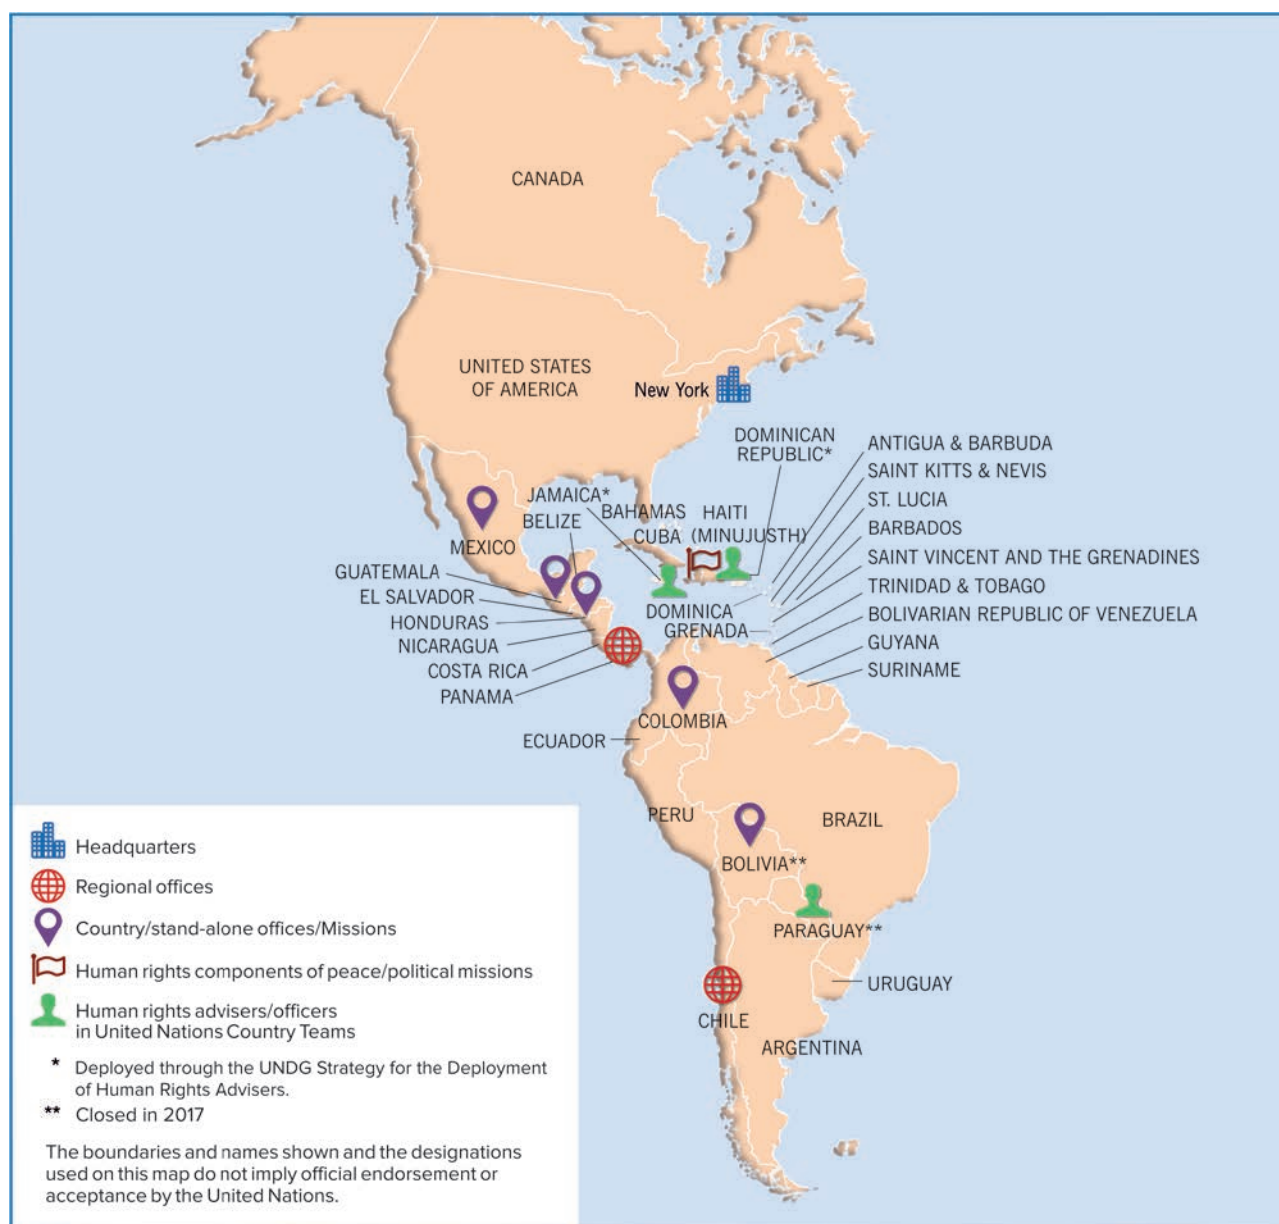 CANADA
UNITED STATES
OF AMERICA
New York
DOMINICAN
REPUBLIC*
ANTIGUA & BARBUDA
SAINT KITTS & NEVIS
ST. LUCIA
BARBADOS
SAINT VINCENT AND THE GRENADINES
TRINIDAD & TOBAGO
BOLIVARIAN REPUBLIC OF VENEZUELA
GUYANA
SURINAME
JAMAICA*
BAHAMAS
HAITI
(MINUJUSTH)
BELIZE
CUBA
MEXICO
GUATEMALA
EL SALVADOR
HONDURAS
NICARAGUA
COSTA RICA
PANAMA
DOMINICA
GRENADA
COLOMBIA
ECUADOR
PERU
BRAZIL
BOLIVIA**
PARAGUAY**
URUGUAY
CHILE
ARGENTINA
Headquarters
Regional offices
Country/stand-alone offices/Missions
Human rights components of peace/political missions
Human rights advisers/officers
in United Nations Country Teams
* Deployed through the UNDG Strategy for the Deployment
of Human Rights Advisers.
** Closed in 2017
The boundaries and names shown and the designations
used on this map do not imply official endorsement or
acceptance by the United Nations.